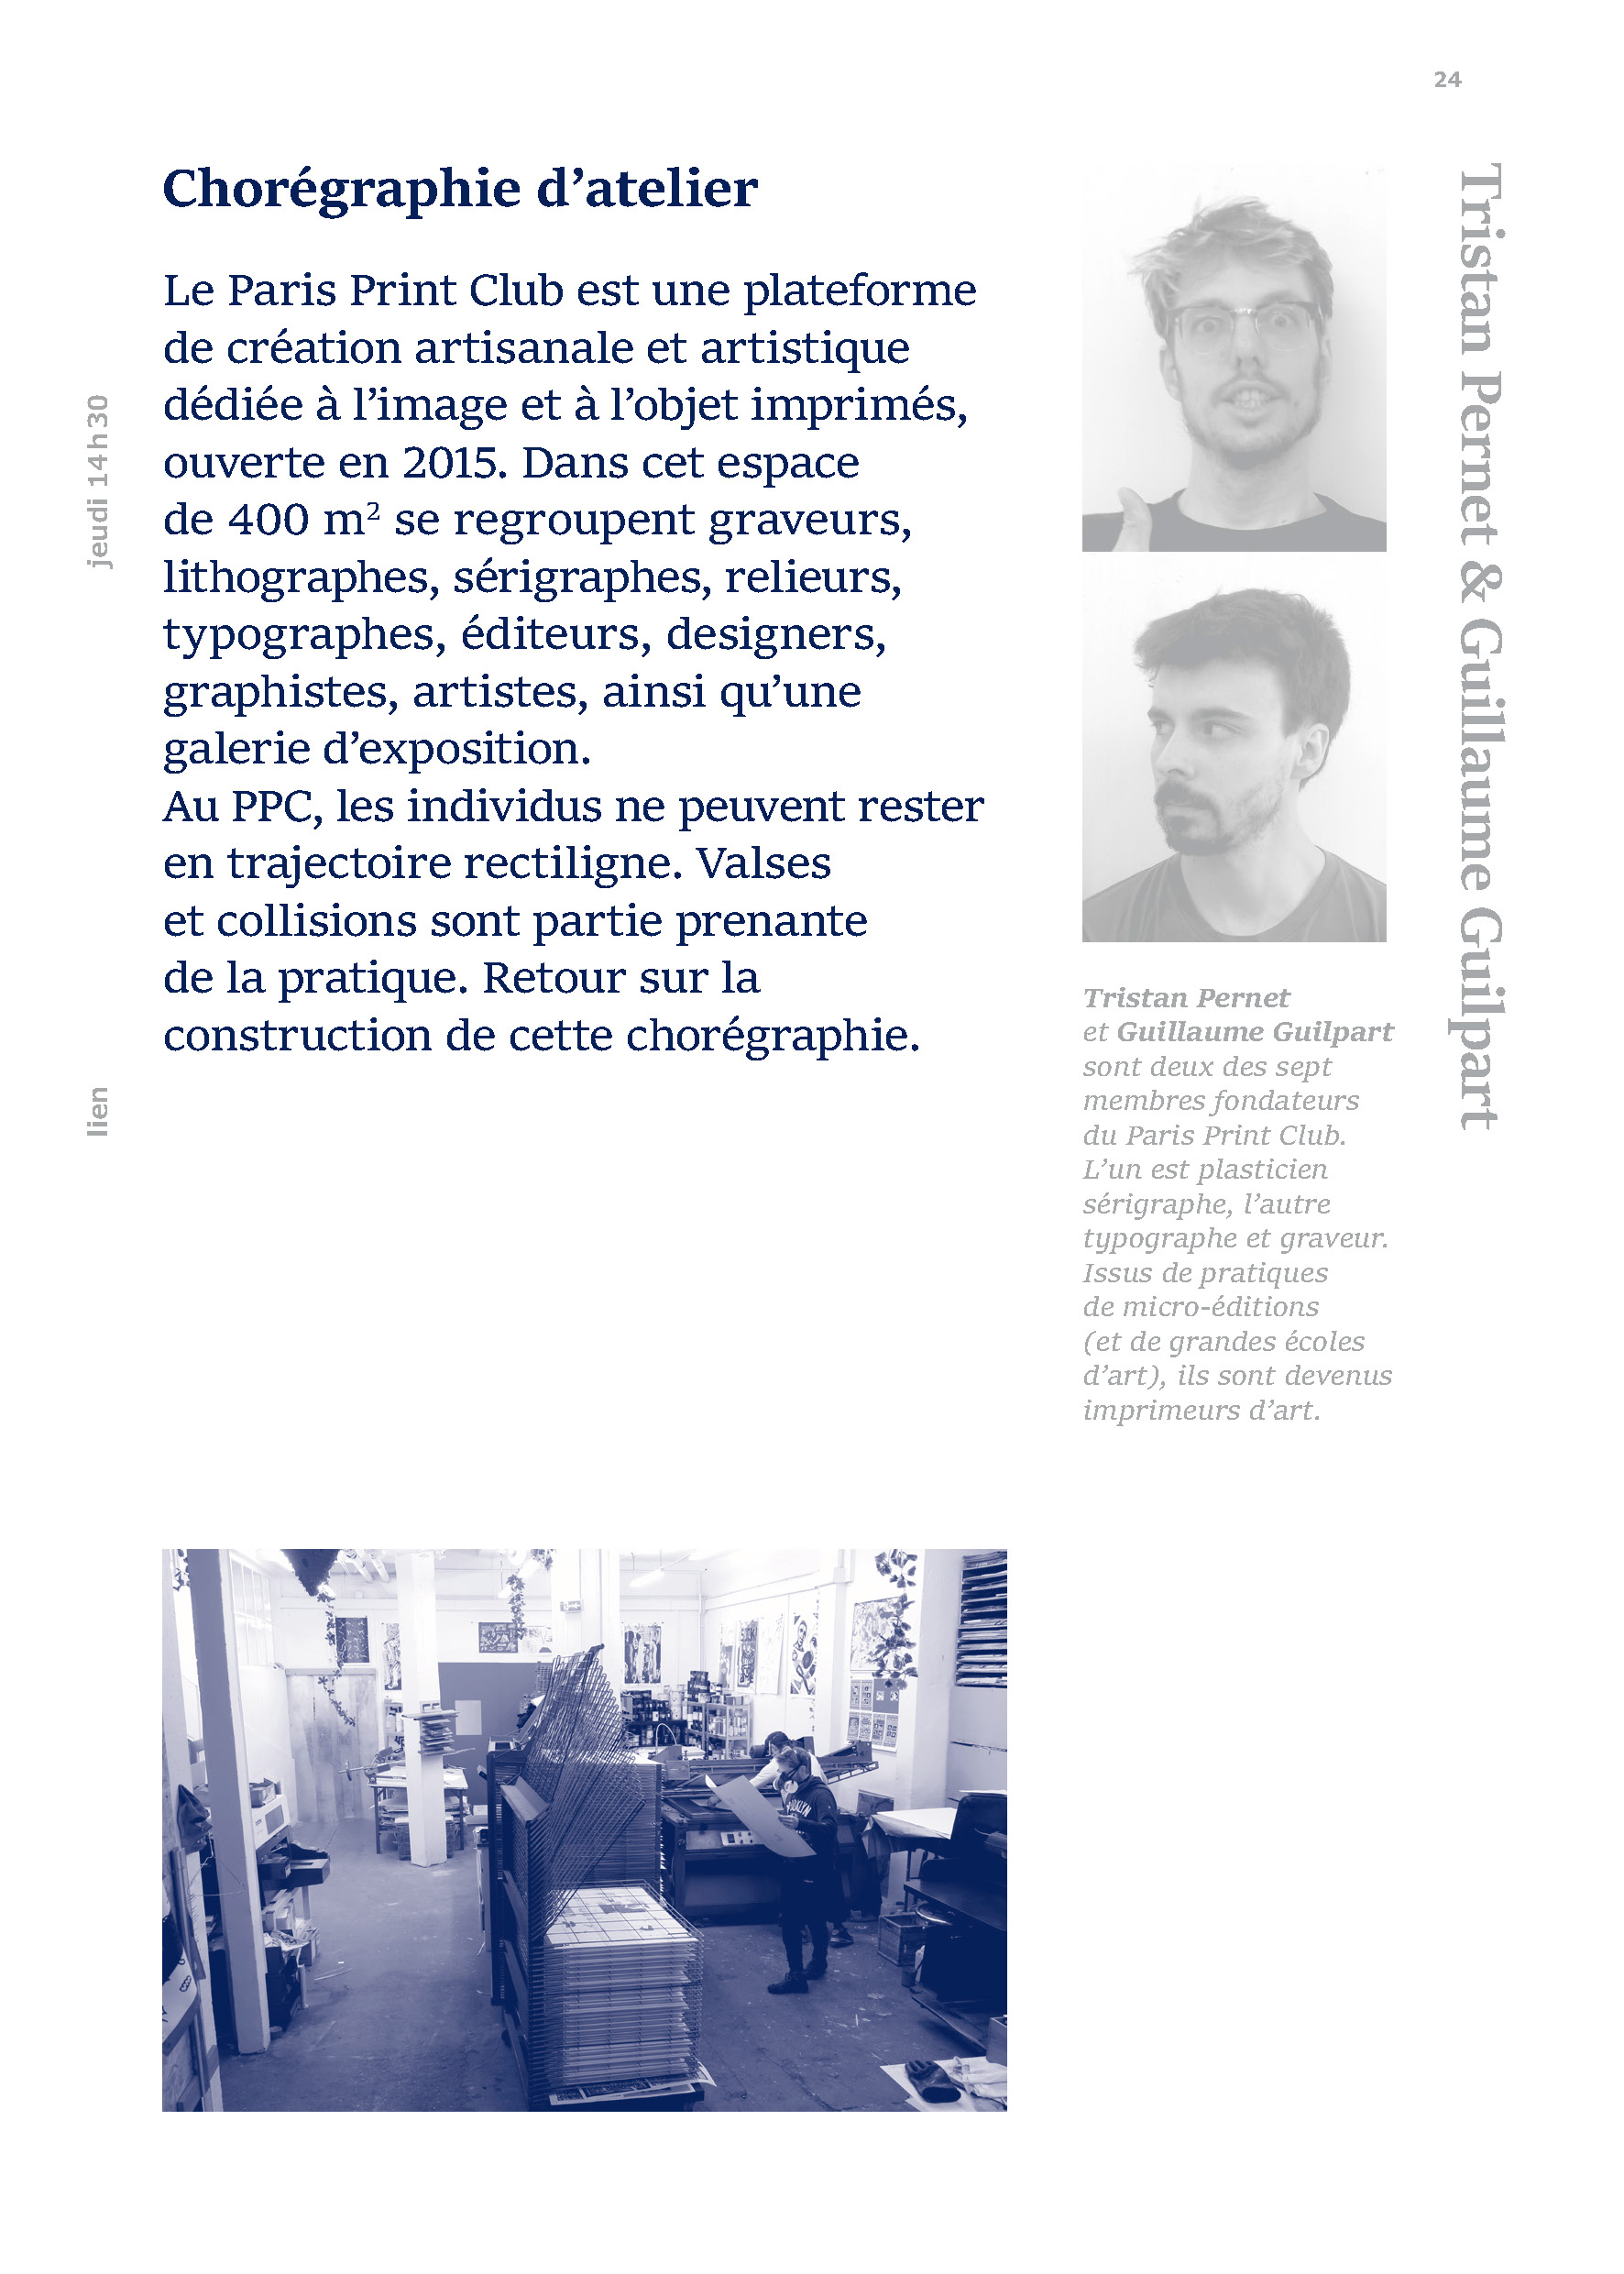 24
Chorégraphie d’atelier
Le Paris Print Club est une plateforme
de création artisanale et artistique
dédiée à l’image et à l’objet imprimés,
ouverte en 2015. Dans cet espace
de 400 m² se regroupent graveurs,
lithographes, sérigraphes, relieurs,
typographes, éditeurs, designers,
graphistes, artistes, ainsi qu’une
galerie d’exposition.
Au PPC, les individus ne peuvent rester
en trajectoire rectiligne. Valses
et collisions sont partie prenante
de la pratique. Retour sur la
construction de cette chorégraphie.
jeudi 14 h 30
lien
Tristan Pernet & Guillaume Guilpart
Tristan Pernet
et Guillaume Guilpart
sont deux des sept
membres fondateurs
du Paris Print Club.
L’un est plasticien
sérigraphe, l’autre
typographe et graveur.
Issus de pratiques
de micro-éditions
(et de grandes écoles
d’art), ils sont devenus
imprimeurs d’art.